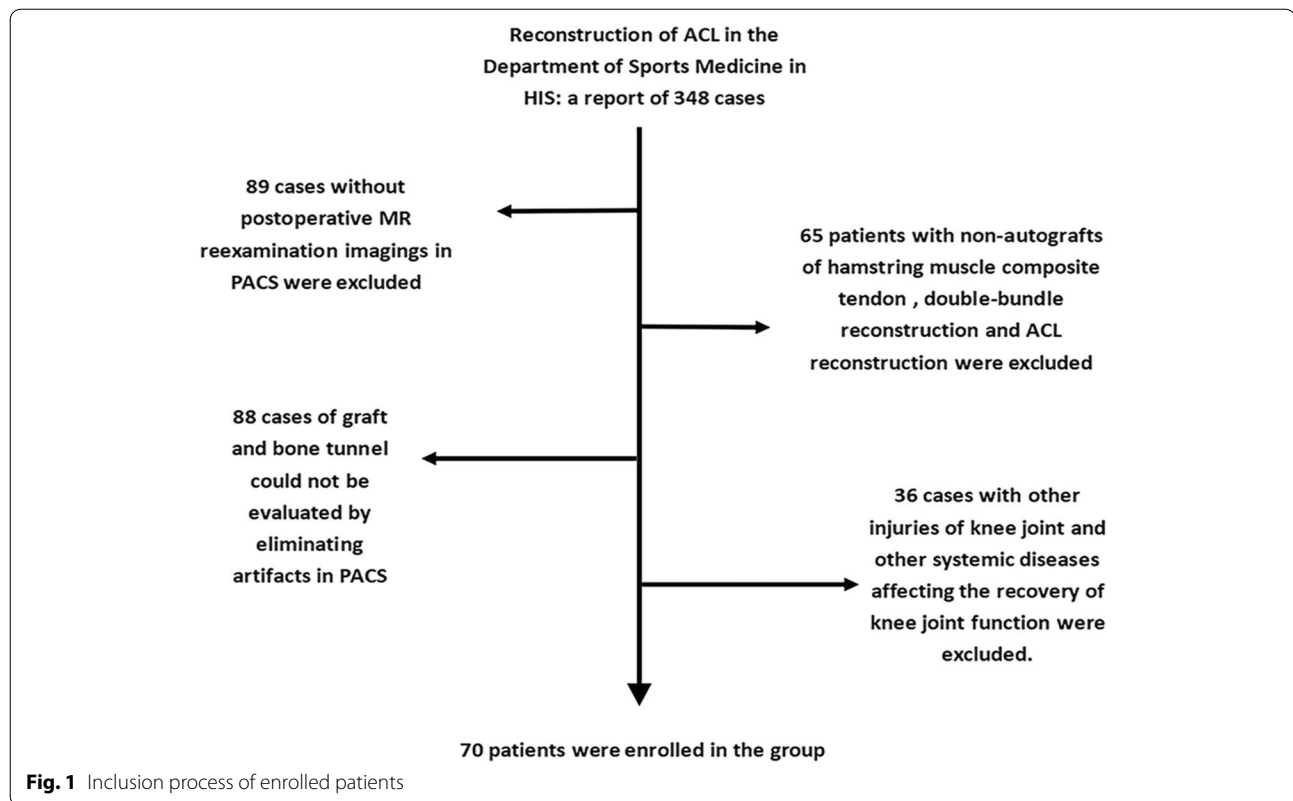 Reconstruction of ACL in the
Department of Sports Medicine in
HIS: a report of 348 cases
89 cases without
postoperative MR
reexamination imagings in
PACS were excluded
65 patients with non-autografts
of hamstring muscle composite
tendon , double-bundle
reconstruction and ACL
reconstruction were excluded
88 cases of graft
and bone tunnel
could not be
evaluated by
eliminating
artifacts in PACS
36 cases with other
injuries of knee joint and
other systemic diseases
affecting the recovery of
knee joint function were
excluded.
70 patients were enrolled in the group
Fig. 1 Inclusion process of enrolled patients